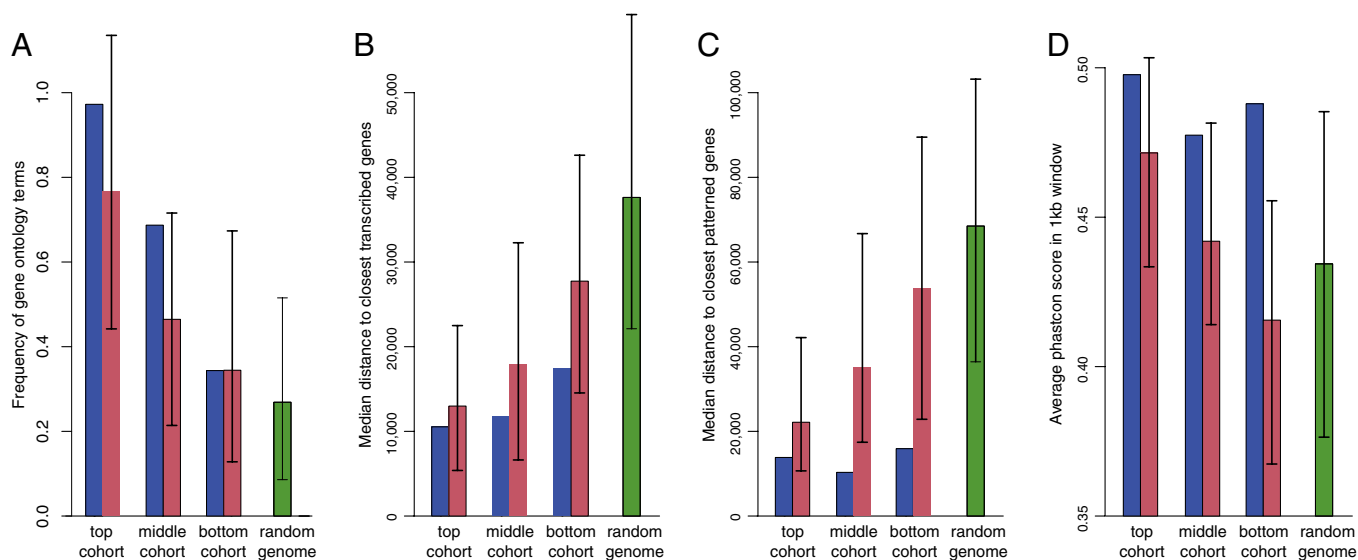 A
Frequency of gene ontology terms
1.0
0.8
0.6
0.4
0.2
0.0
top
cohort
middle
cohort
bottom
cohort
random
genome
B
Median distance to closest transcribed genes
50,000
40,000
30,000
20,000
10,000
0
top
cohort
middle
cohort
bottom
cohort
random
genome
C
Median distance to closest patterned genes
100,000
80,000
60,000
40,000
20,000
0
top
cohort
middle
cohort
bottom
cohort
random
genome
D
Average phastcon score in 1kb window
0.50
0.45
0.40
0.35
top
cohort
middle
cohort
bottom
cohort
random
genome